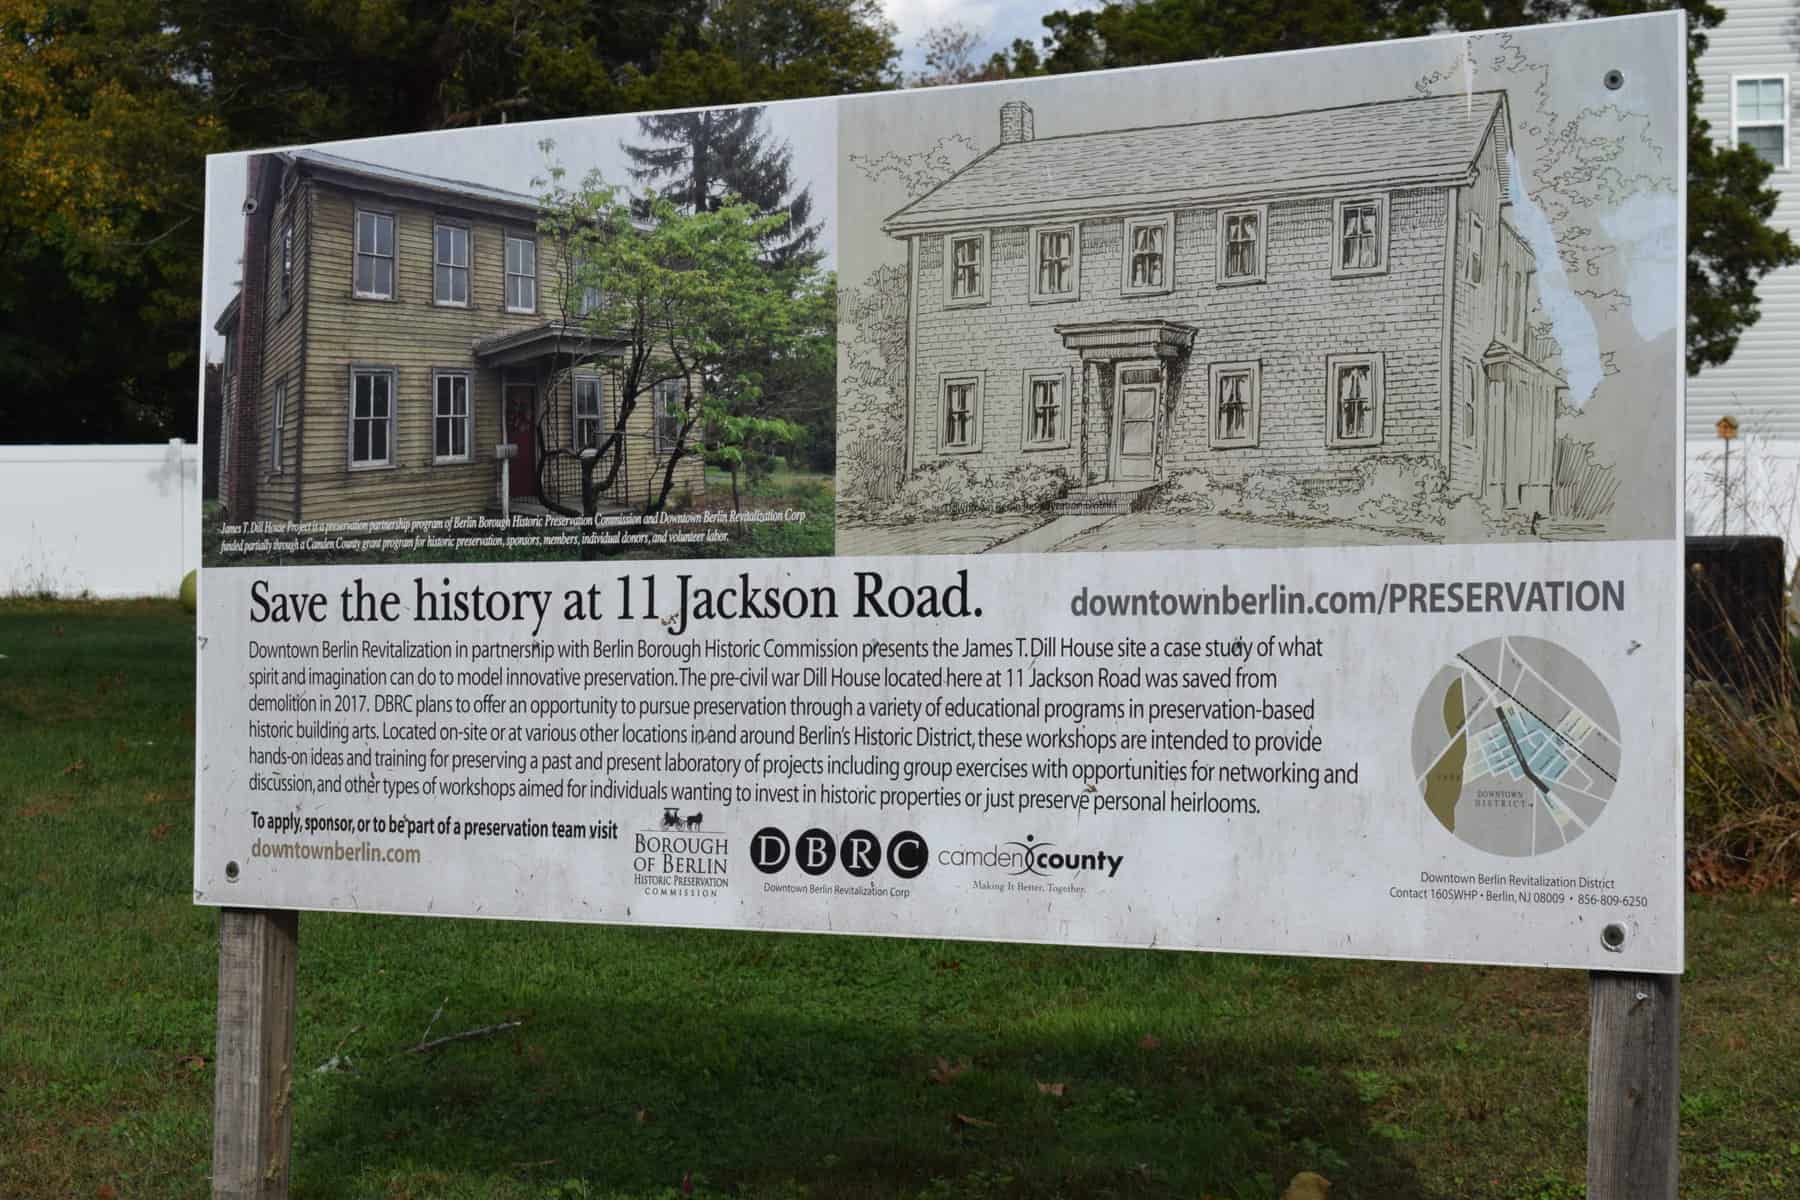 James T. Dill House Project is a preservation partnership program of Berlin Borough Historic Preservation Commission and Downtown Berlin Revitalization Corp
funded partially through a Camden County grant program for historic preservation, sponsors, members, individual donors, and volunteer labor.
Save the history at 11 Jackson Road.
downtownberlin.com/PRESERVATION
Downtown Berlin Revitalization in partnership with Berlin Borough Historic Commission presents the James T. Dill House site a case study of what
spirit and imagination can do to model innovative preservation. The pre-civil war Dill House located here at 11 Jackson Road was saved from
demolition in 2017. DBRC plans to offer an opportunity to pursue preservation through a variety of educational programs in preservation-based
historic building arts. Located on-site or at various other locations in and around Berlin's Historic District, these workshops are intended to provide
hands-on ideas and training for preserving a past and present laboratory of projects including group exercises with opportunities for networking and
discussion, and other types of workshops aimed for individuals wanting to invest in historic properties or just preserve personal heirlooms.
To apply, sponsor, or to be part of a preservation team visit
downtownberlin.com
BOROUGH
OF BERLIN
HISTORIC PRESERVATION
COMMISSION
DBRC
Downtown Berlin Revitalization Corp
camden county
Making It Better, Together.
DOWNTOWN
DISTRICT
Downtown Berlin Revitalization District
Contact 160SWHP • Berlin, NJ 08009 • 856-809-6250